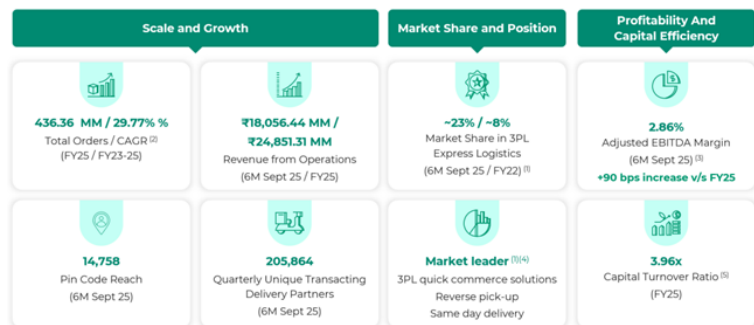 Scale and Growth
Market Share and Position
Profitability And
Capital Efficiency
436.36 MM / 29.77% %
Total Orders / CAGR (2)
(FY25 / FY23-25)
₹18,056.44 MM /
₹24,851.31 MM
Revenue from Operations
(6M Sept 25 / FY25)
~23% / ~8%
Market Share in 3PL
Express Logistics
(6M Sept 25 / FY22) (1)
2.86%
Adjusted EBITDA Margin
(6M Sept 25) (3)
+90 bps increase v/s FY25
14,758
Pin Code Reach
(6M Sept 25)
205,864
Quarterly Unique Transacting
Delivery Partners
(6M Sept 25)
Market leader (1)(4)
3PL quick commerce solutions
Reverse pick-up
Same day delivery
3.96x
Capital Turnover Ratio (5)
(FY25)